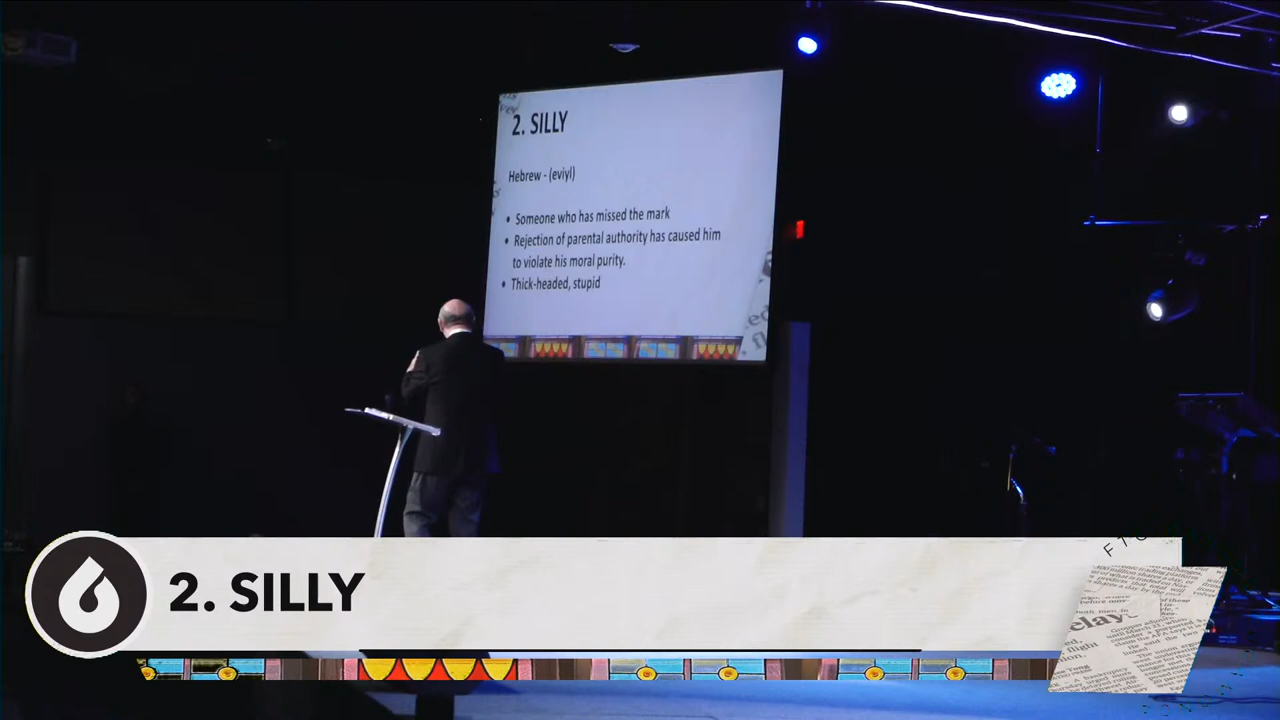 2. SILLY
Hebrew - (eviyl)
• Someone who has missed the mark
• Rejection of parental authority has caused him
to violate his moral purity.
• Thick-headed, stupid
2. SILLY